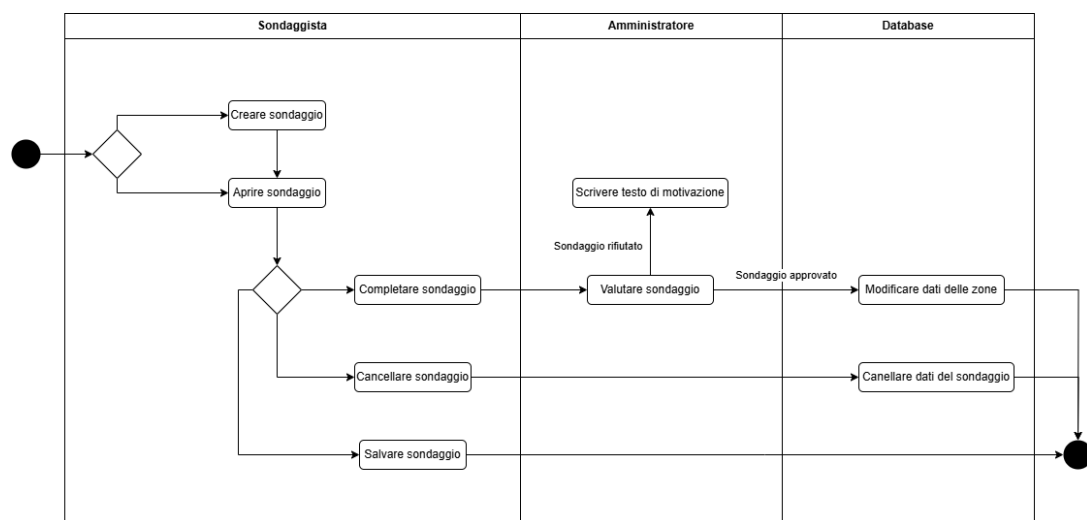 Sondaggista
Amministratore
Database
Creare sondaggio
Aprire sondaggio
Scrivere testo di motivazione
Sondaggio rifiutato
Sondaggio approvato
Completare sondaggio
Valutare sondaggio
Modificare dati delle zone
Cancellare sondaggio
Canellare dati del sondaggio
Salvare sondaggio